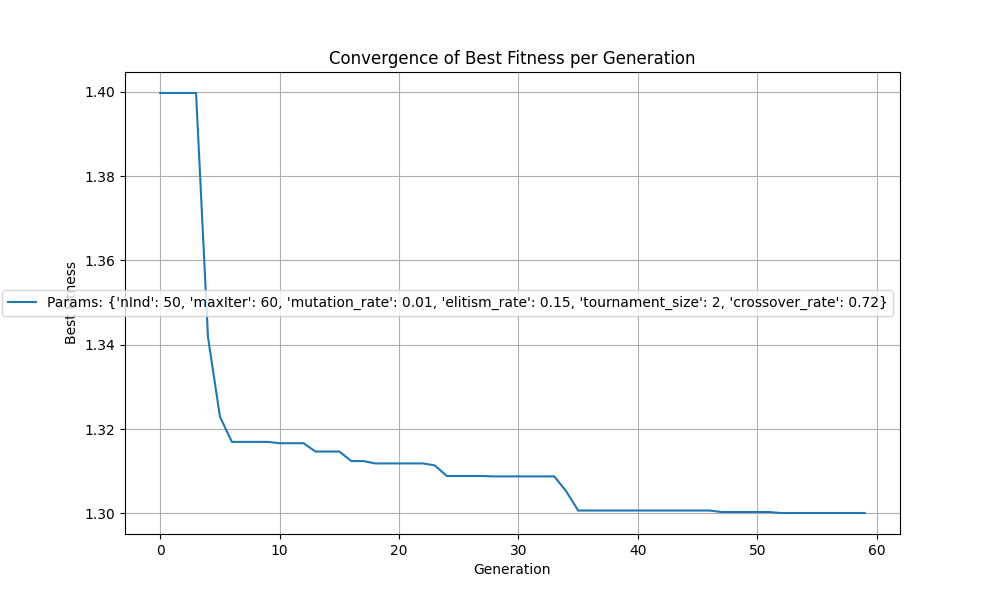 Convergence of Best Fitness per Generation
1.40
1.38
1.36
Best Fitness
Params: {'nInd': 50, 'maxIter': 60, 'mutation_rate': 0.01, 'elitism_rate': 0.15, 'tournament_size': 2, 'crossover_rate': 0.72}
1.34
1.32
1.30
0 10 20 30 40 50 60
Generation